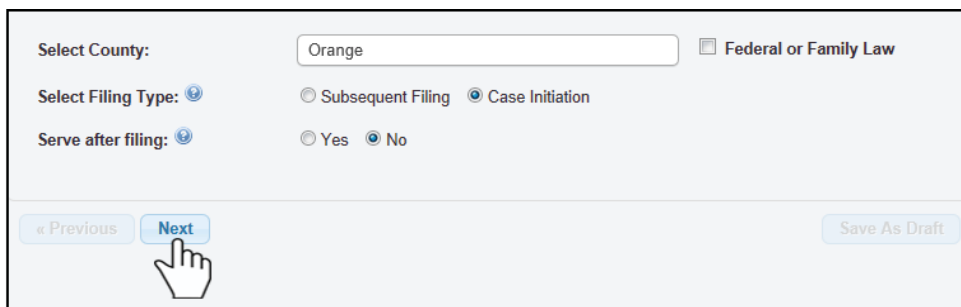 Select County: Orange Federal or Family Law
Select Filing Type: Subsequent Filing Case Initiation
Serve after filing: Yes No
« Previous Next Save As Draft